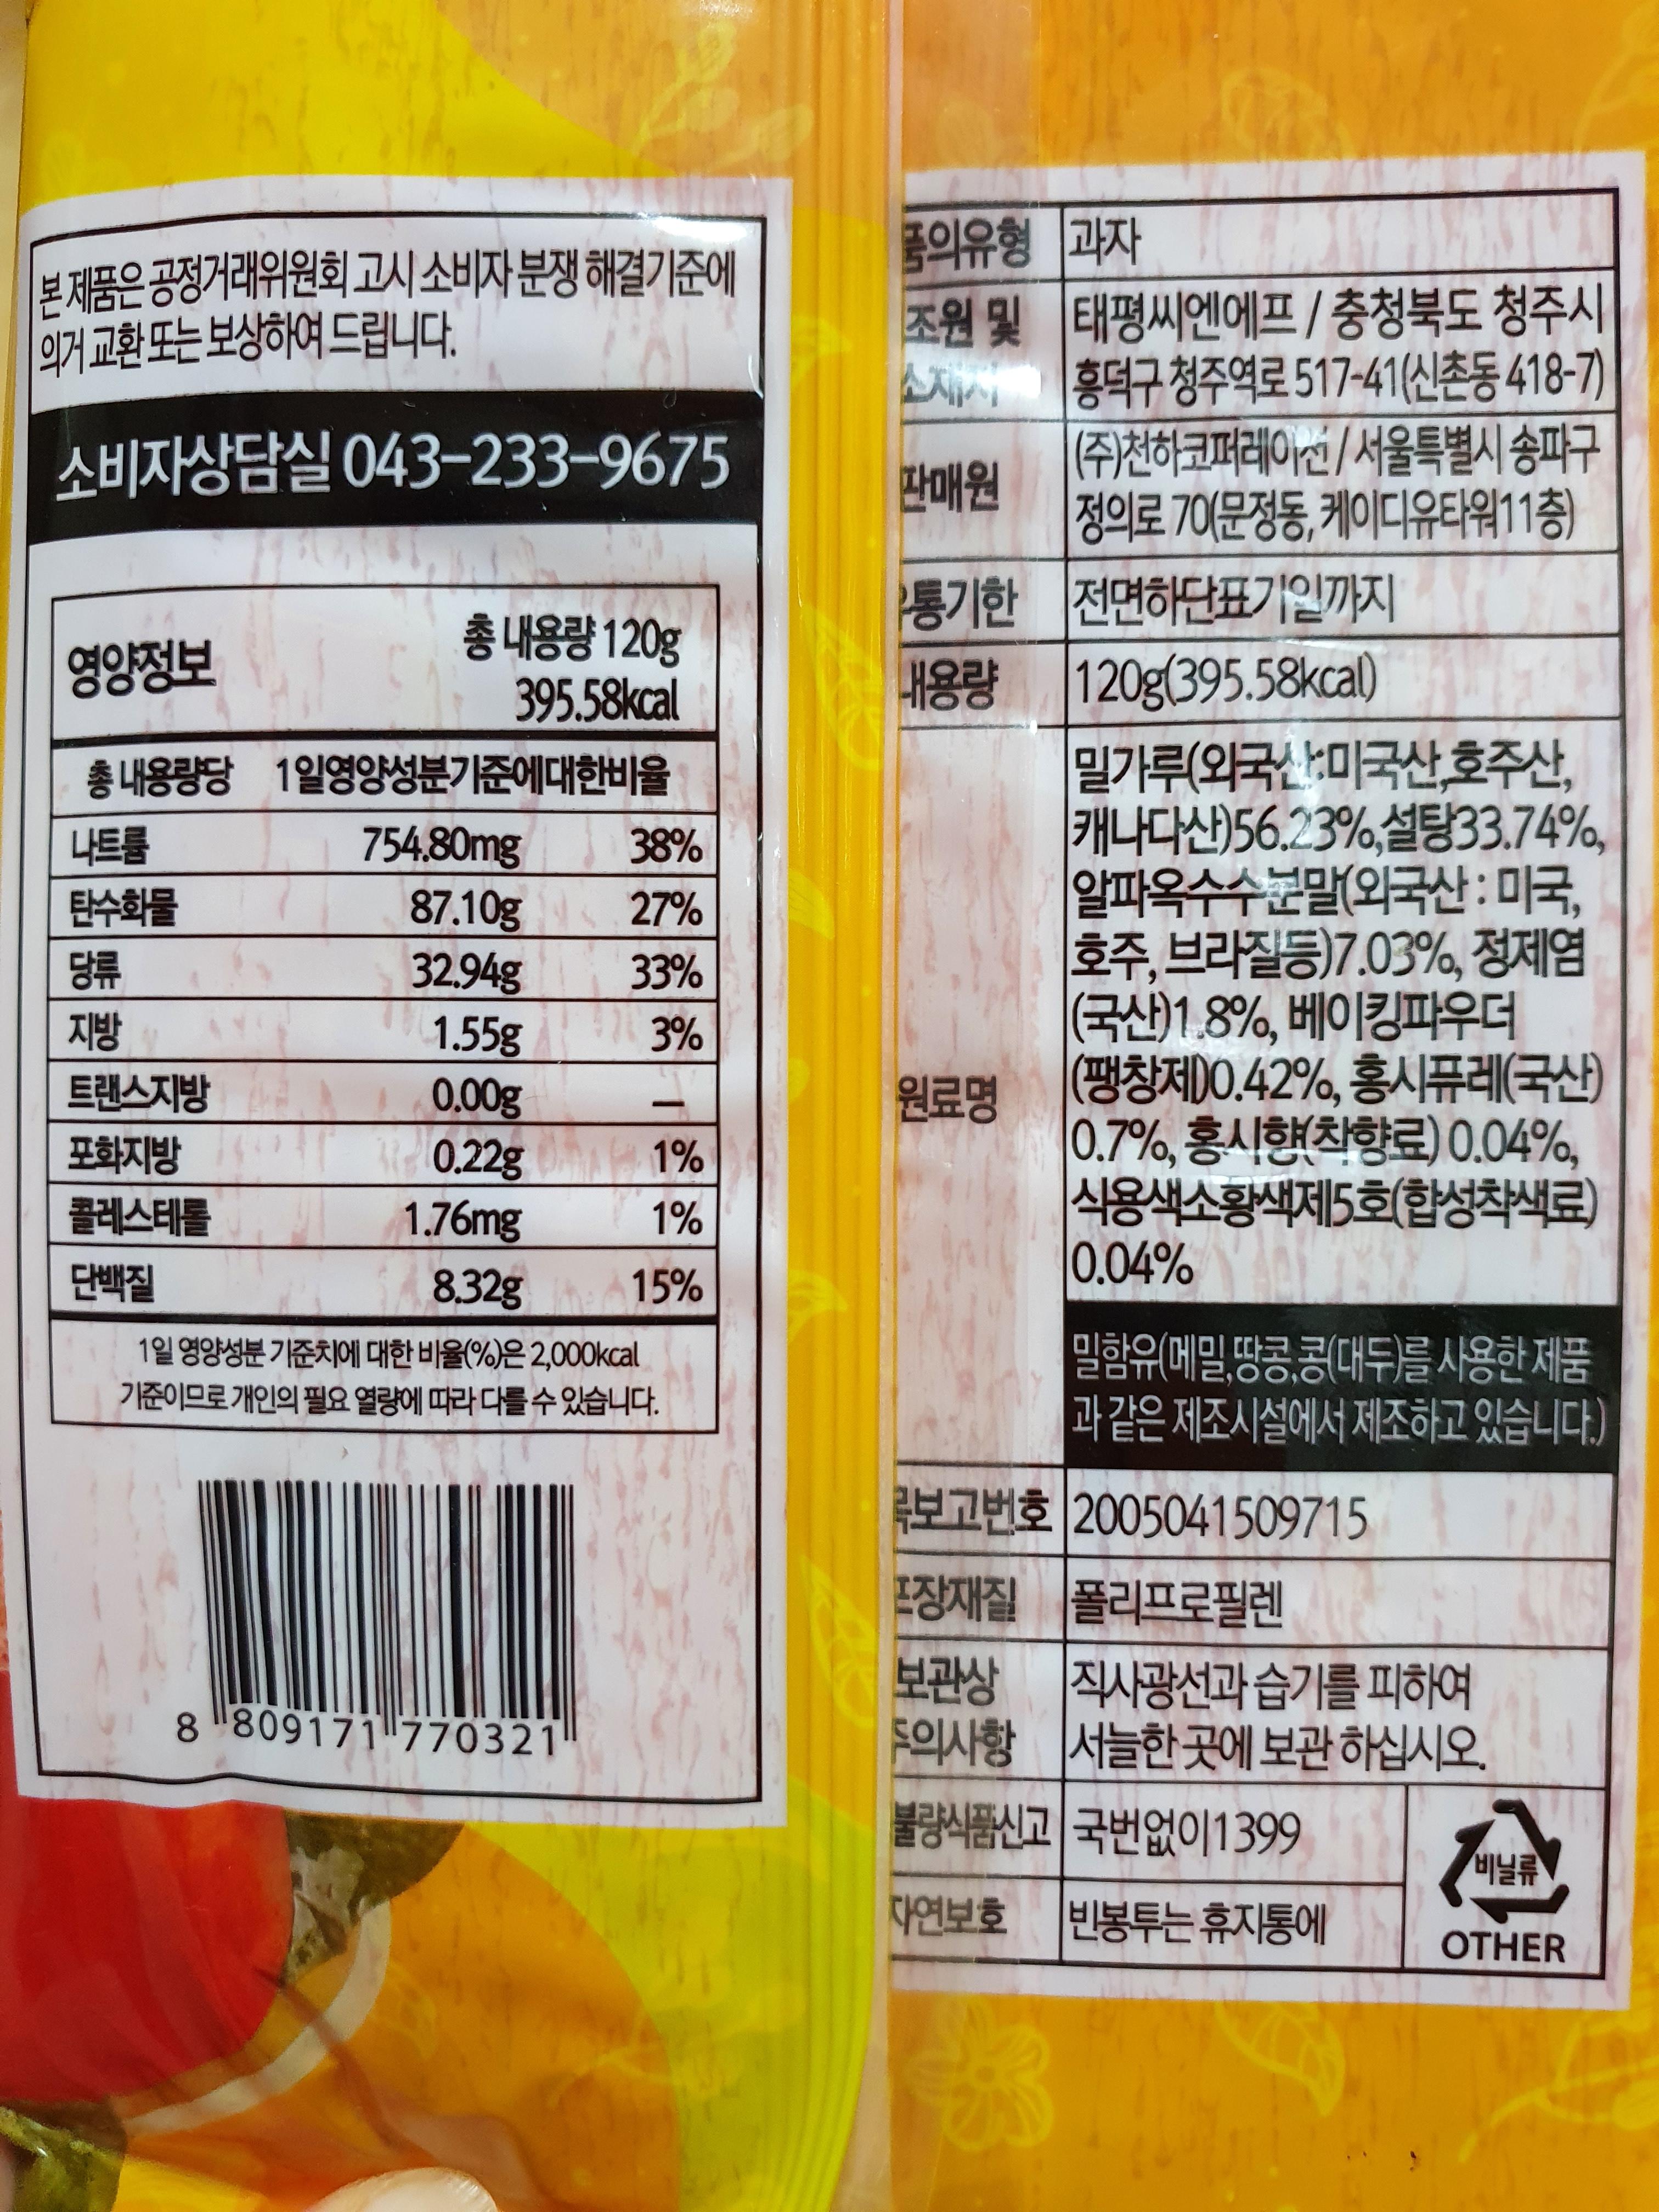 본 제품은 공정거래위원회 고시 소비자 분쟁 해결기준에
의거 교환 또는 보상하여 드립니다.
소비자상담실 043-233-9675
영양정보
총 내용량 120g
395.58kcal
총 내용량당 1일영양성분기준에대한비율
나트륨 754.80mg 38%
탄수화물 87.10g 27%
당류 32.94g 33%
지방 1.55g 3%
트랜스지방 0.00g —
포화지방 0.22g 1%
콜레스테롤 1.76mg 1%
단백질 8.32g 15%
1일 영양성분 기준치에 대한 비율(%)은 2,000kcal
기준이므로 개인의 필요 열량에 따라 다를 수 있습니다.
8 809171 770321
품의유형 과자
조원 및
소재지
태평씨엔에프 / 충청북도 청주시
흥덕구 청주역로 517-41(신촌동 418-7)
판매원
(주)천하코퍼레이션 / 서울특별시 송파구
정의로 70(문정동, 케이디유타워11층)
통기한 전면하단표기일까지
내용량 120g(395.58kcal)
원료명
밀가루(외국산:미국산,호주산,
캐나다산)56.23%,설탕33.74%,
알파옥수수분말(외국산 : 미국,
호주, 브라질등)7.03%, 정제염
(국산)1.8%, 베이킹파우더
(팽창제)0.42%, 홍시퓨레(국산)
0.7%, 홍시향(착향료) 0.04%,
식용색소황색제5호(합성착색료)
0.04%
밀함유(메밀,땅콩,콩(대두)를 사용한 제품
과 같은 제조시설에서 제조하고 있습니다.)
목보고번호 2005041509715
포장재질 폴리프로필렌
보관상
주의사항
직사광선과 습기를 피하여
서늘한 곳에 보관 하십시오.
불량식품신고 국번없이1399
자연보호 빈봉투는 휴지통에
비닐류
OTHER